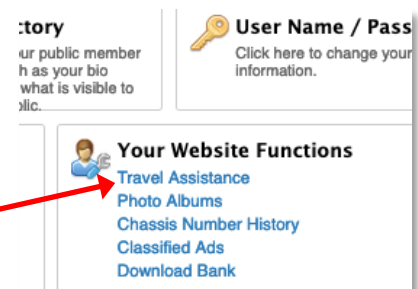 ctory
our public member
h as your bio
what is visible to
blic.
User Name / Pass
Click here to change your
information.
Your Website Functions
Travel Assistance
Photo Albums
Chassis Number History
Classified Ads
Download Bank